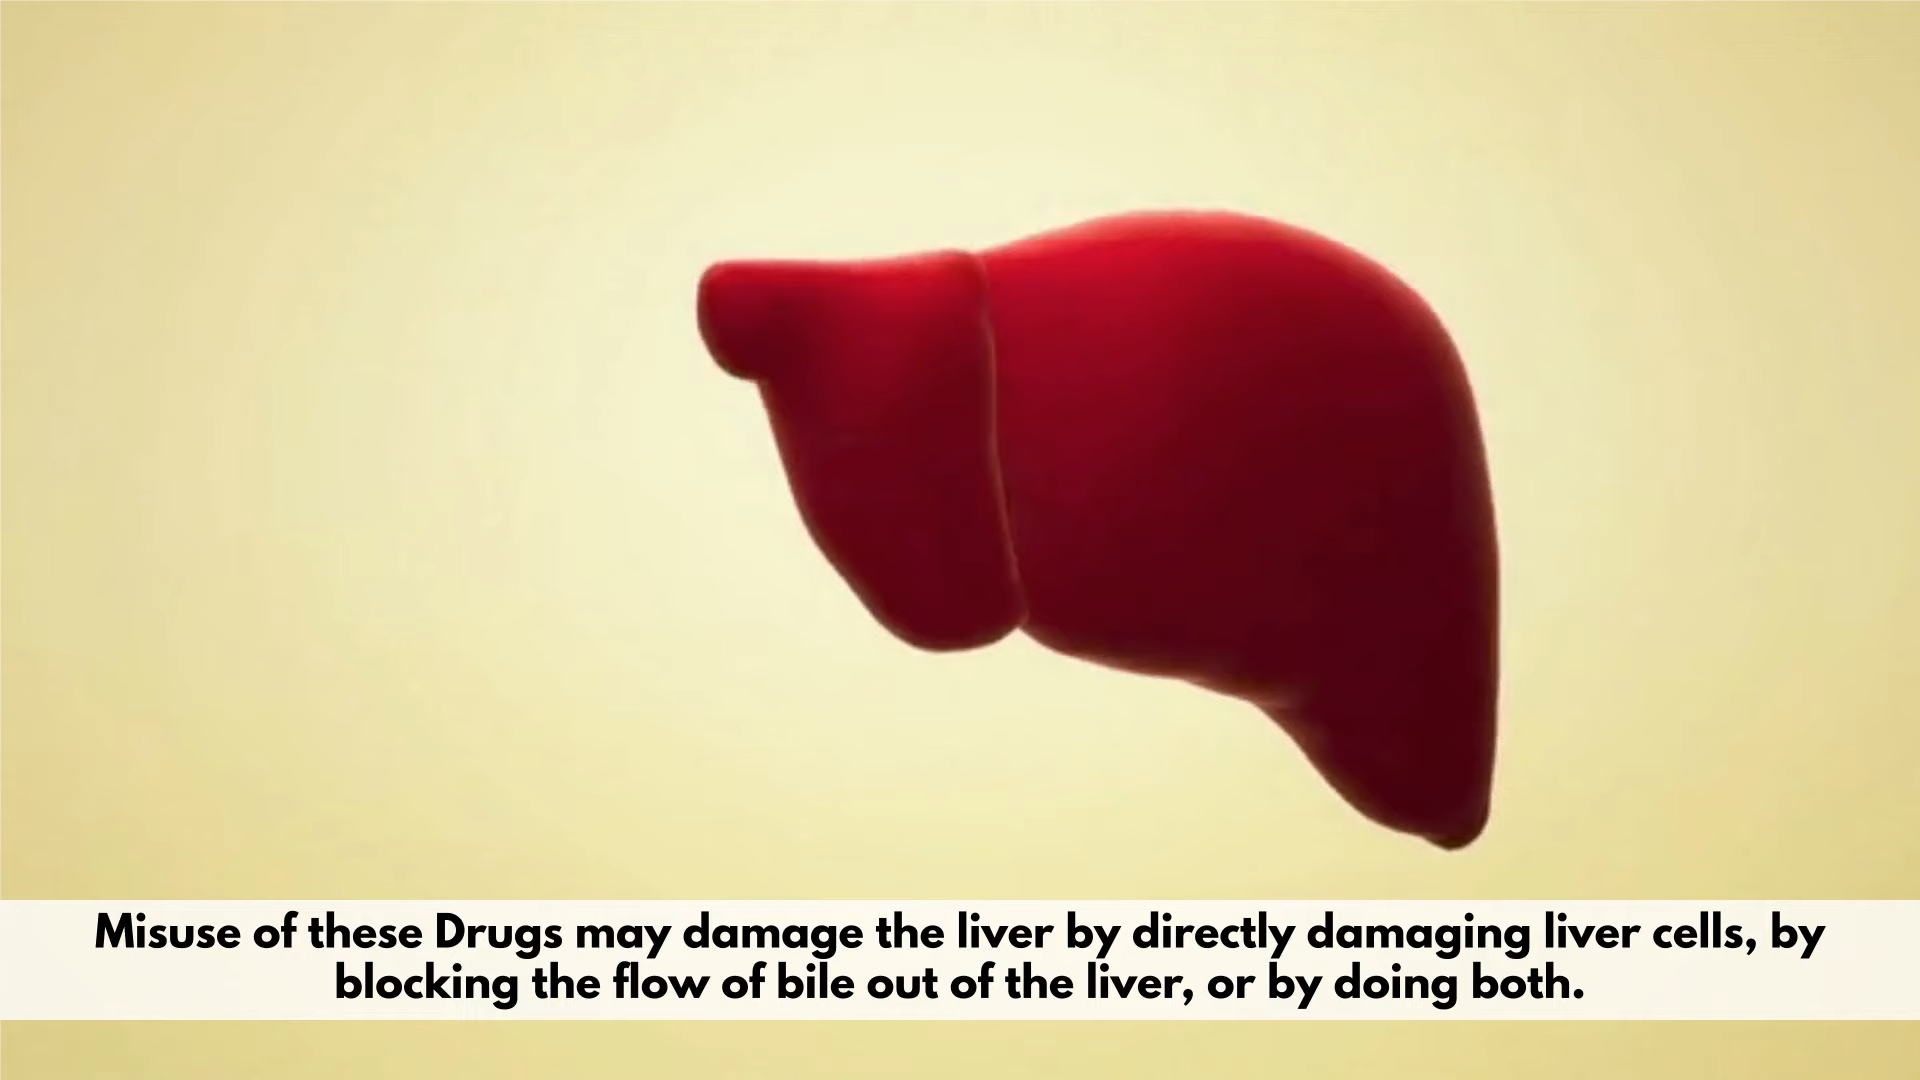 Misuse of these Drugs may damage the liver by directly damaging liver cells, by
blocking the flow of bile out of the liver, or by doing both.